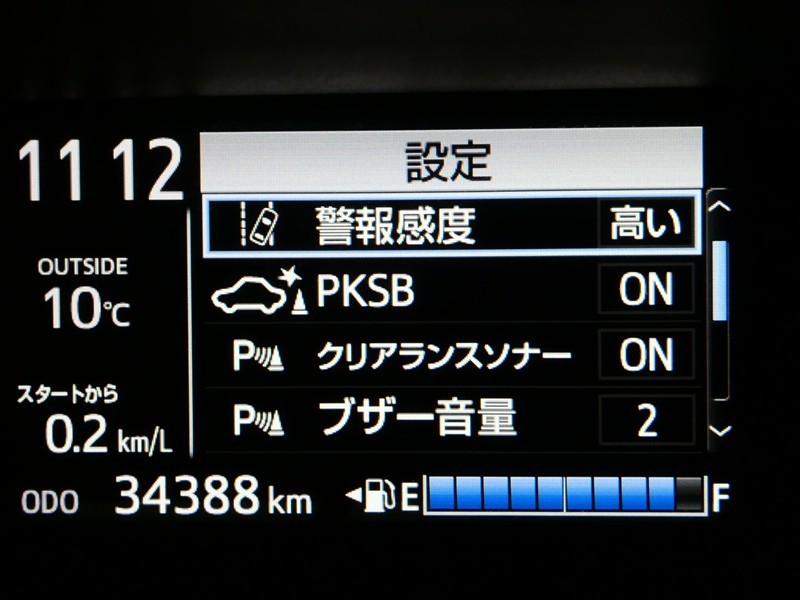 11 12
設定
警報感度 高い
PKSB ON
クリアランスソナー ON
ブザー音量 2
OUTSIDE
10℃
スタートから
0.2 km/L
ODO 34388 km E F